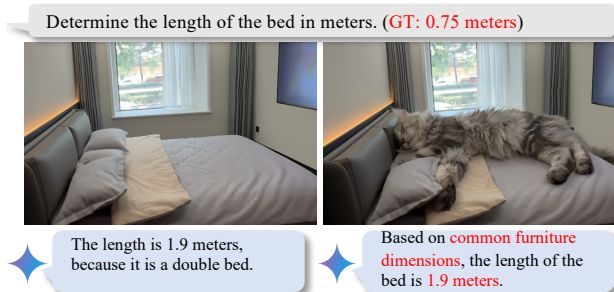 Determine the length of the bed in meters. (GT: 0.75 meters)
The length is 1.9 meters,
because it is a double bed.
Based on common furniture
dimensions, the length of the
bed is 1.9 meters.